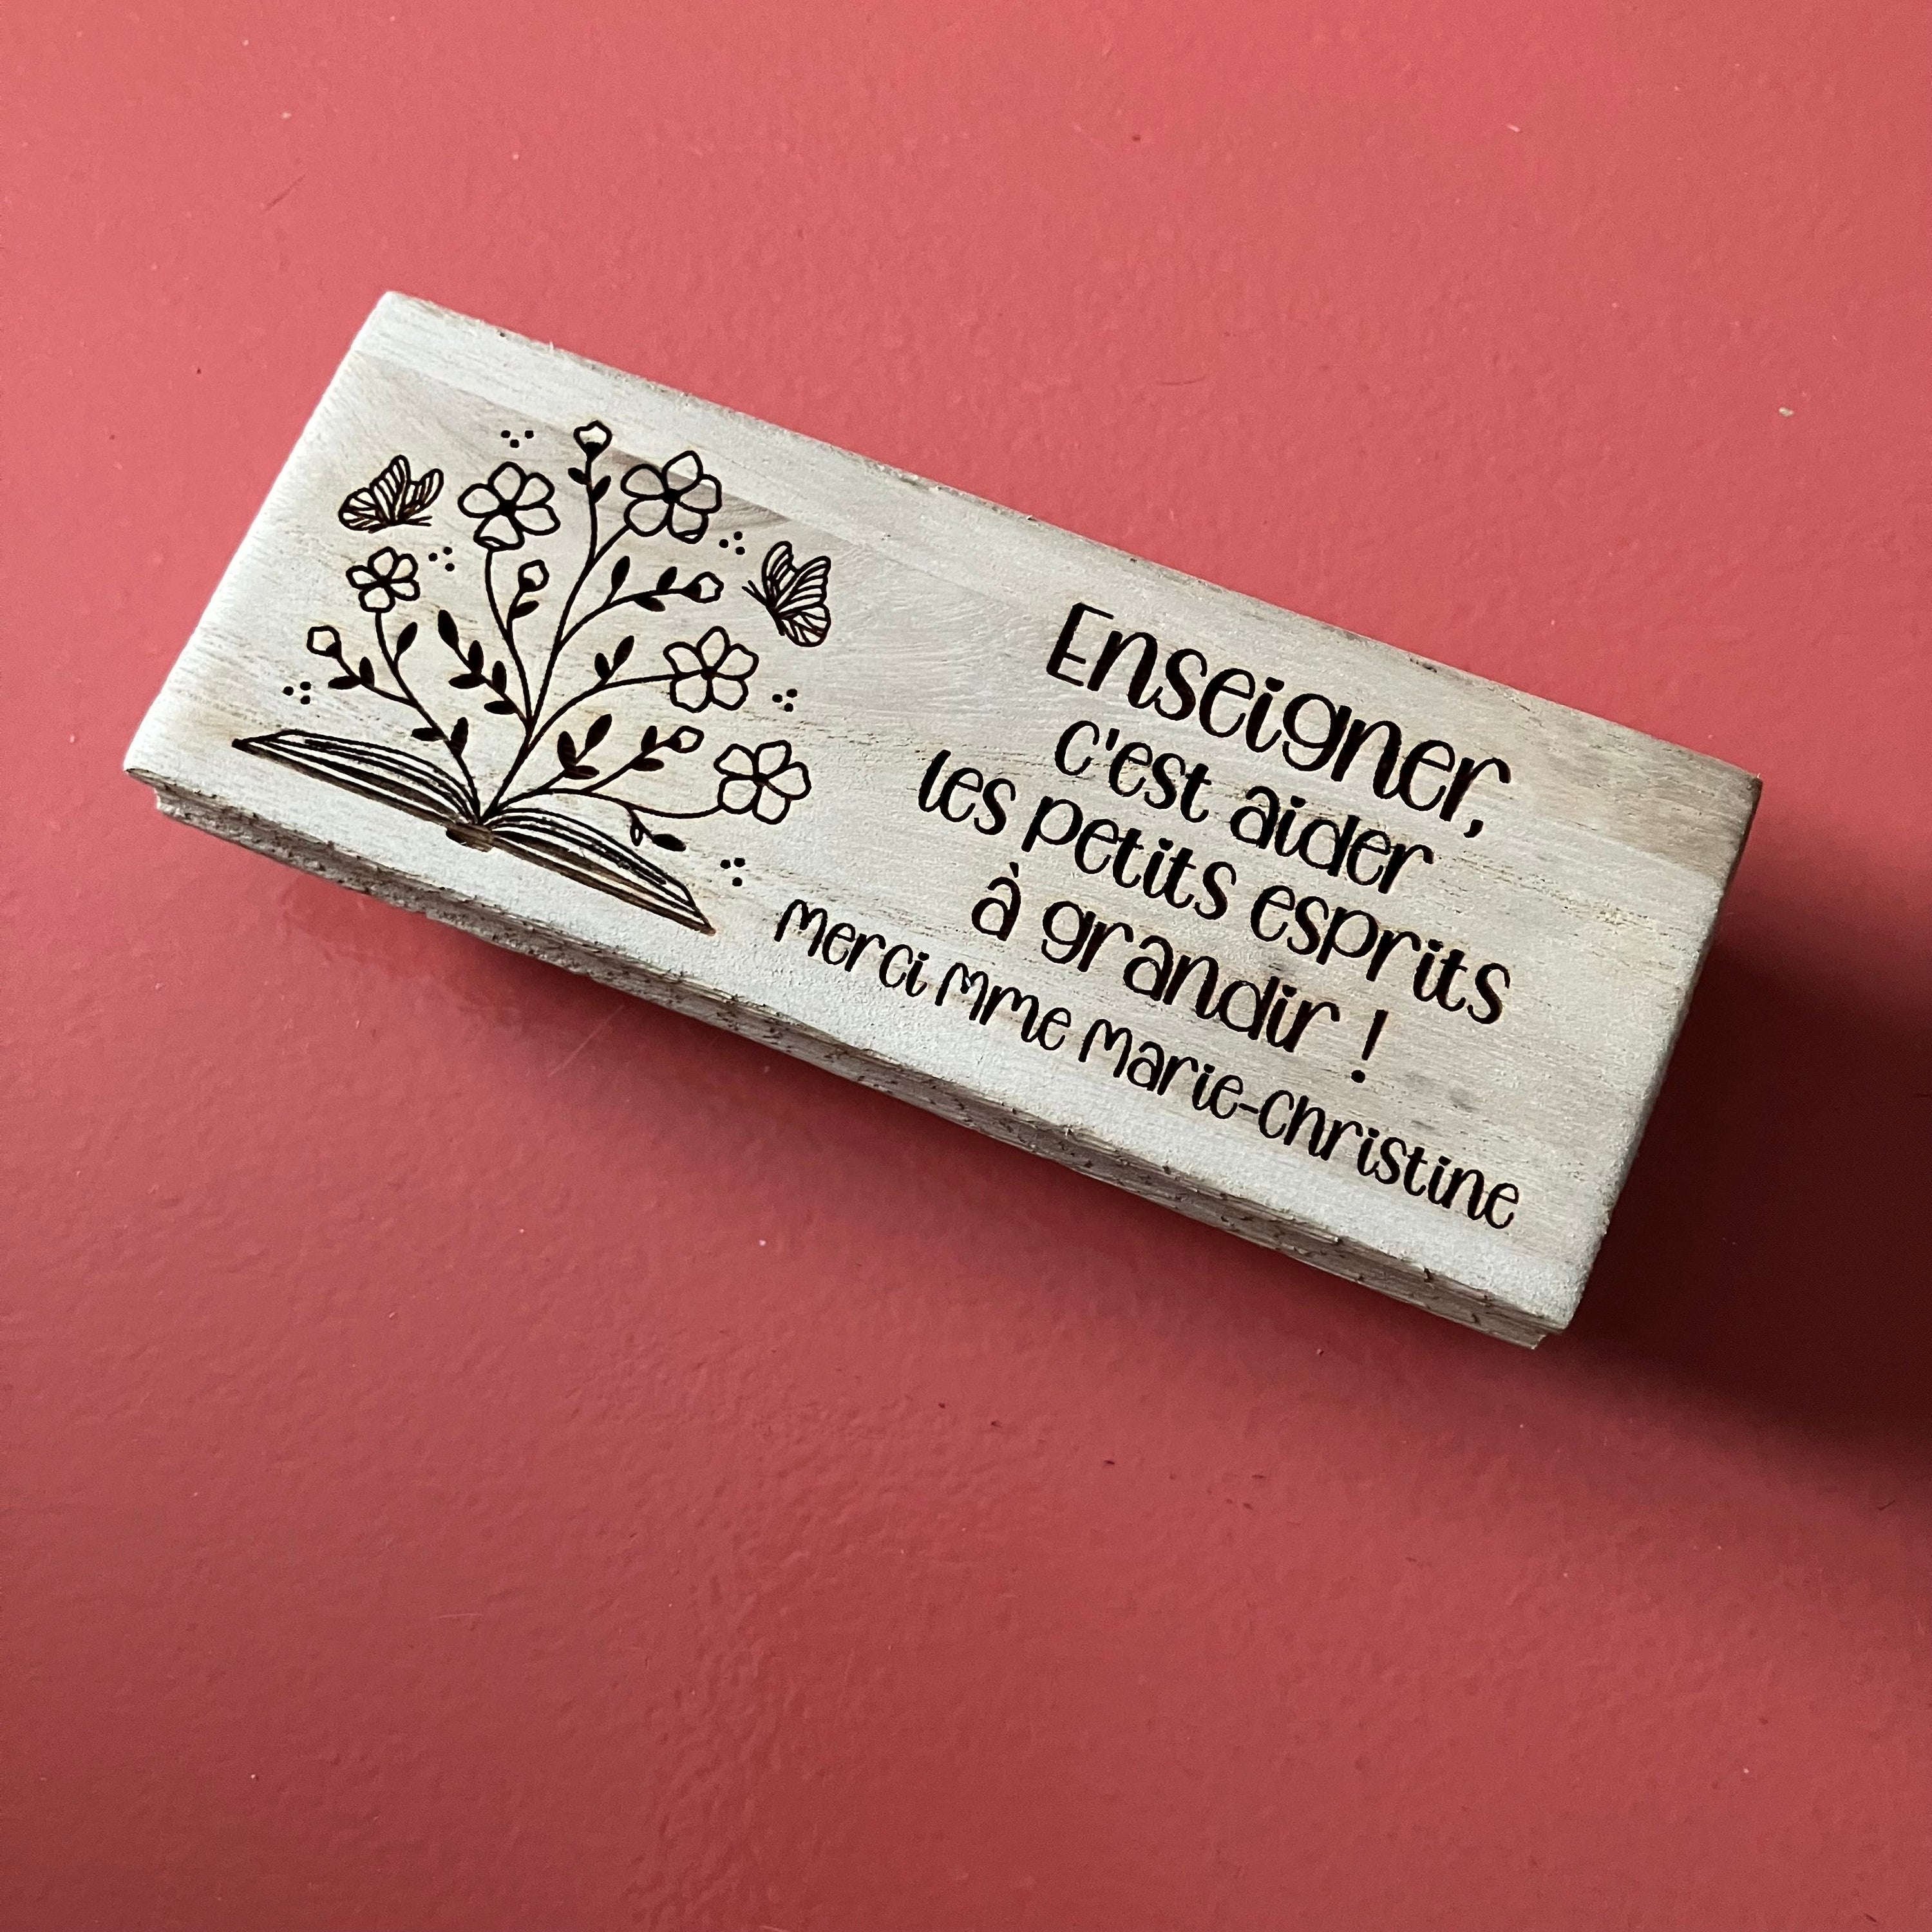 Enseigner,
c'est aider
les petits esprits
à grandir !
Merci Mme Marie-Christine